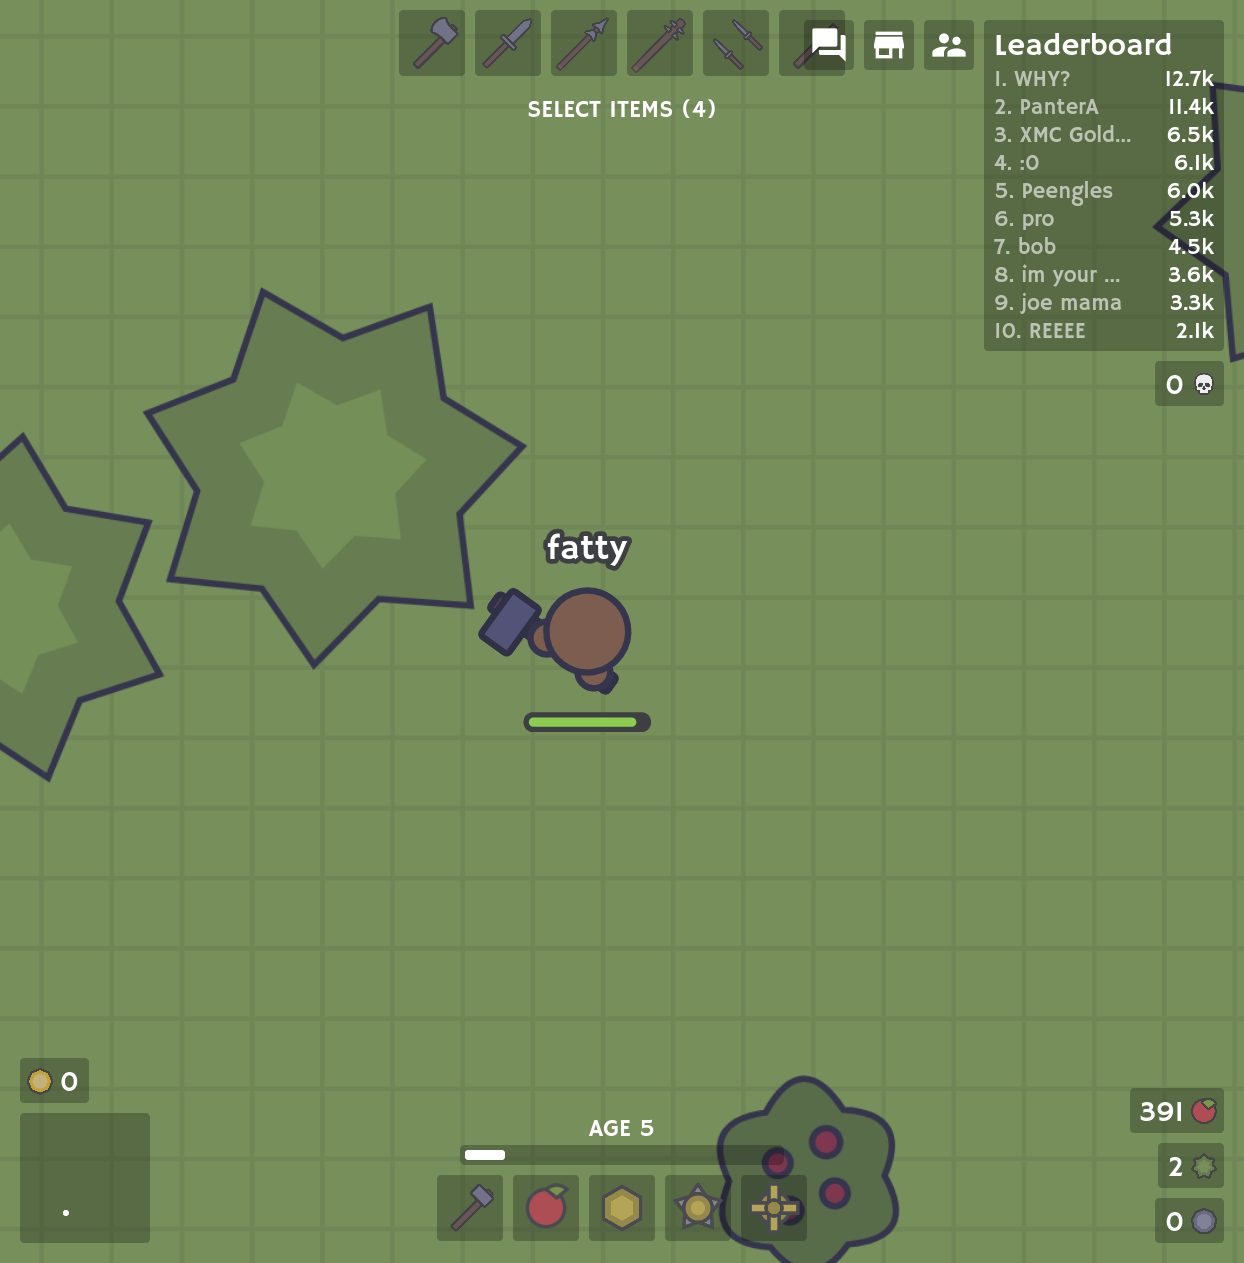 SELECT ITEMS (4)
Leaderboard
1. WHY? 12.7k
2. PanterA 11.4k
3. XMC Gold... 6.5k
4. :0 6.1k
5. Peengles 6.0k
6. pro 5.3k
7. bob 4.5k
8. im your ... 3.6k
9. joe mama 3.3k
10. REEEE 2.1k
0
fatty
0
AGE 5
391
2
0